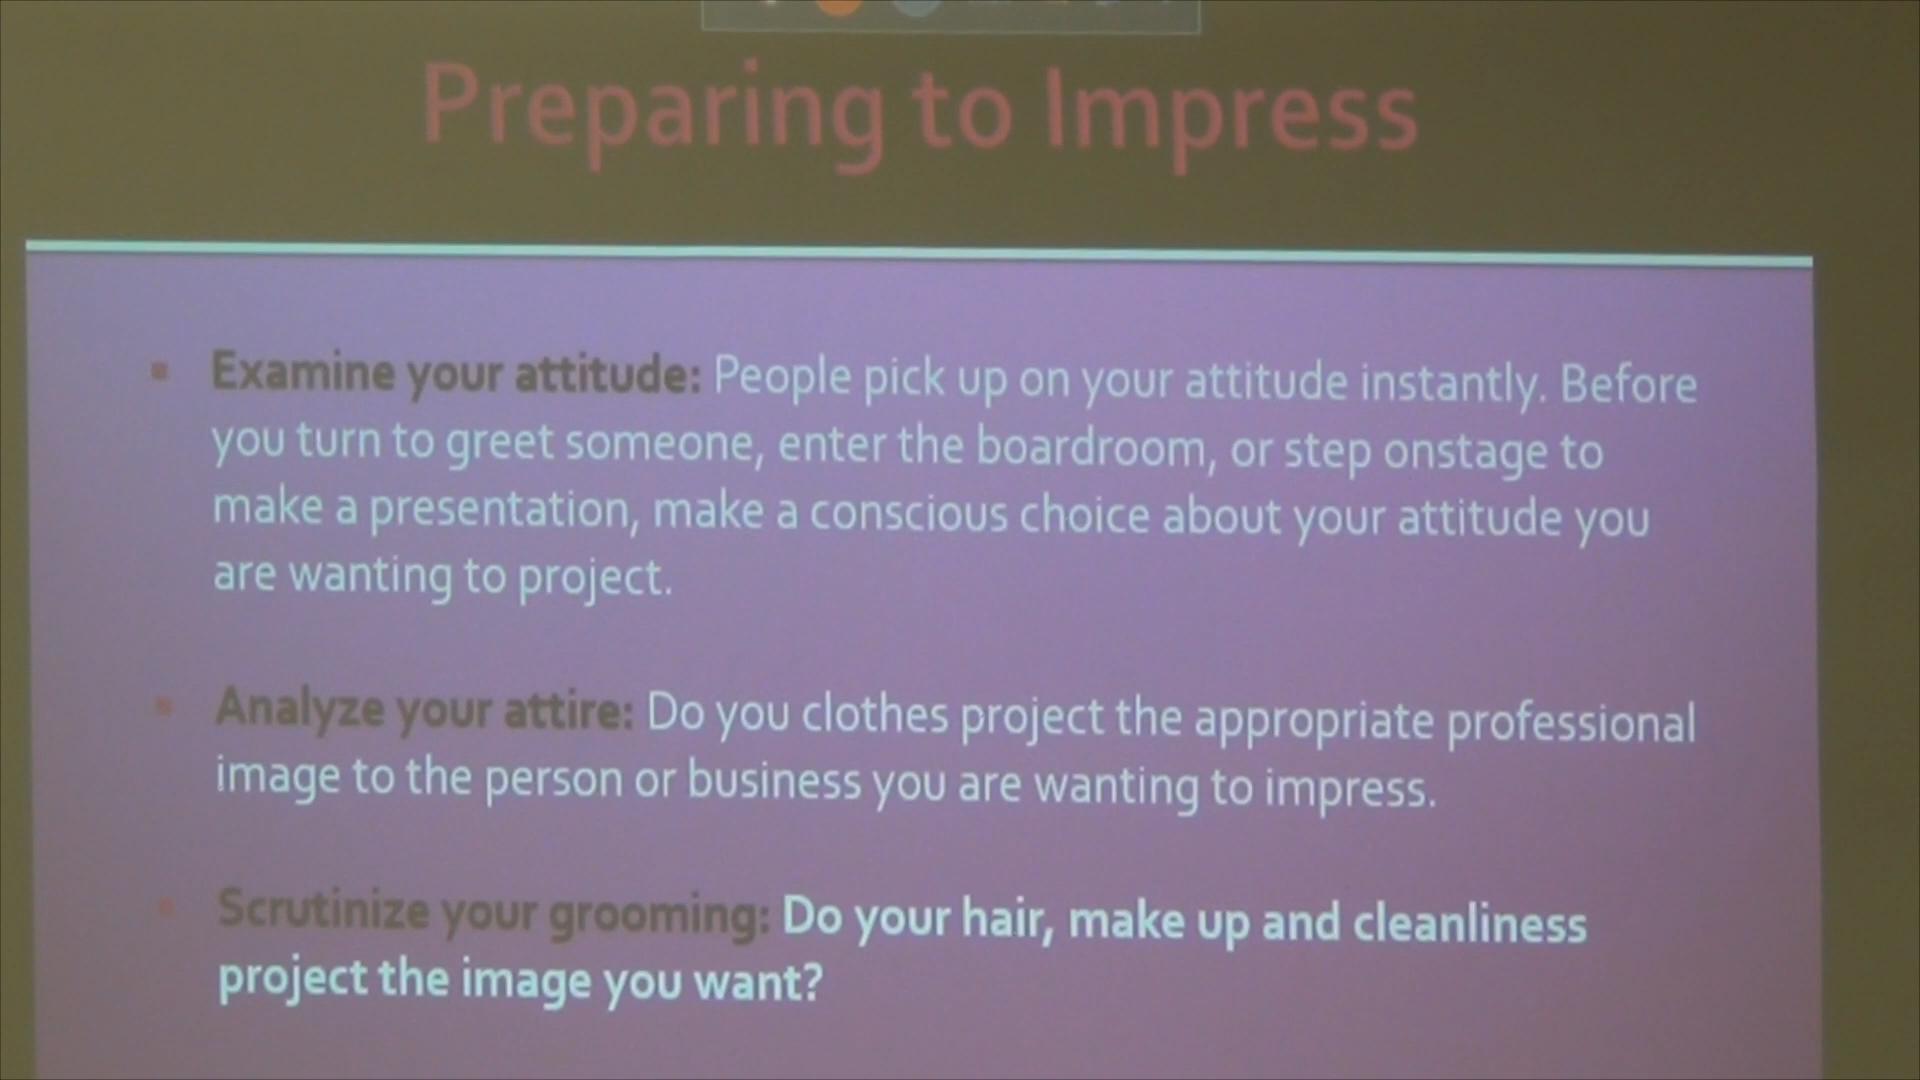 Preparing to Impress
Examine your attitude: People pick up on your attitude instantly. Before
you turn to greet someone, enter the boardroom, or step onstage to
make a presentation, make a conscious choice about your attitude you
are wanting to project.
Analyze your attire: Do you clothes project the appropriate professional
image to the person or business you are wanting to impress.
Scrutinize your grooming: Do your hair, make up and cleanliness
project the image you want?